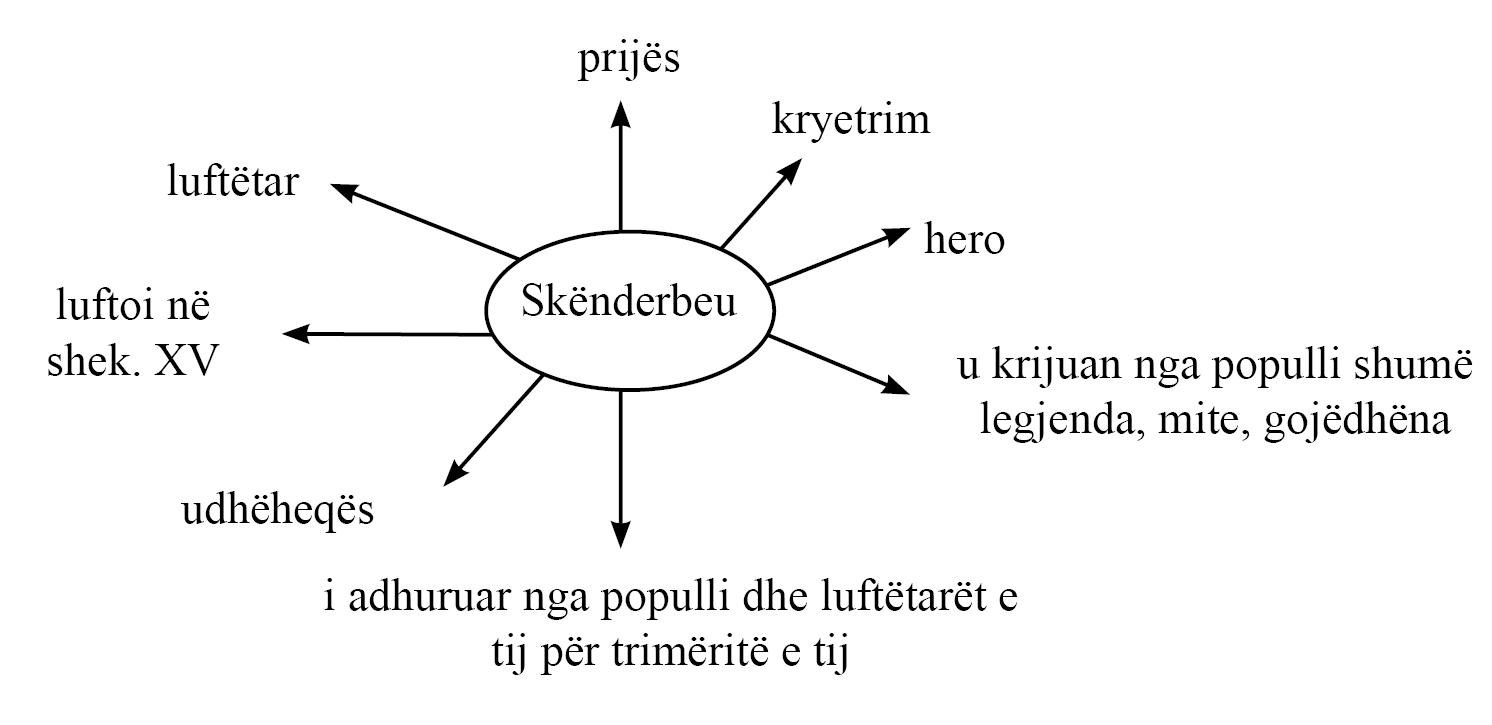 prijës
kryetrim
luftëtar
hero
Skënderbeu
luftoi në
shek. XV
u krijuan nga populli shumë
legjenda, mite, gojëdhëna
udhëheqës
i adhuruar nga populli dhe luftëtarët e
tij për trimëritë e tij